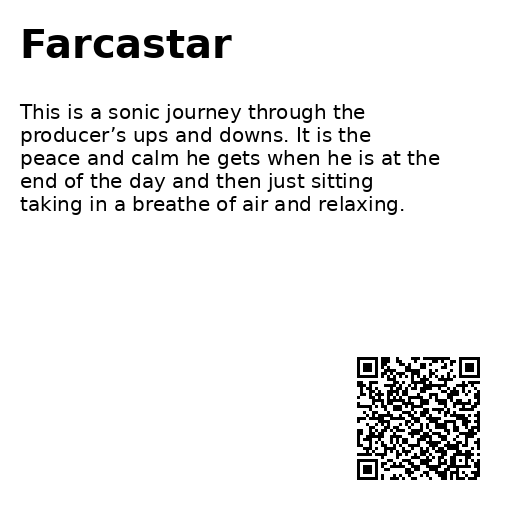 Farcastar
This is a sonic journey through the
producer’s ups and downs. It is the
peace and calm he gets when he is at the
end of the day and then just sitting
taking in a breathe of air and relaxing.